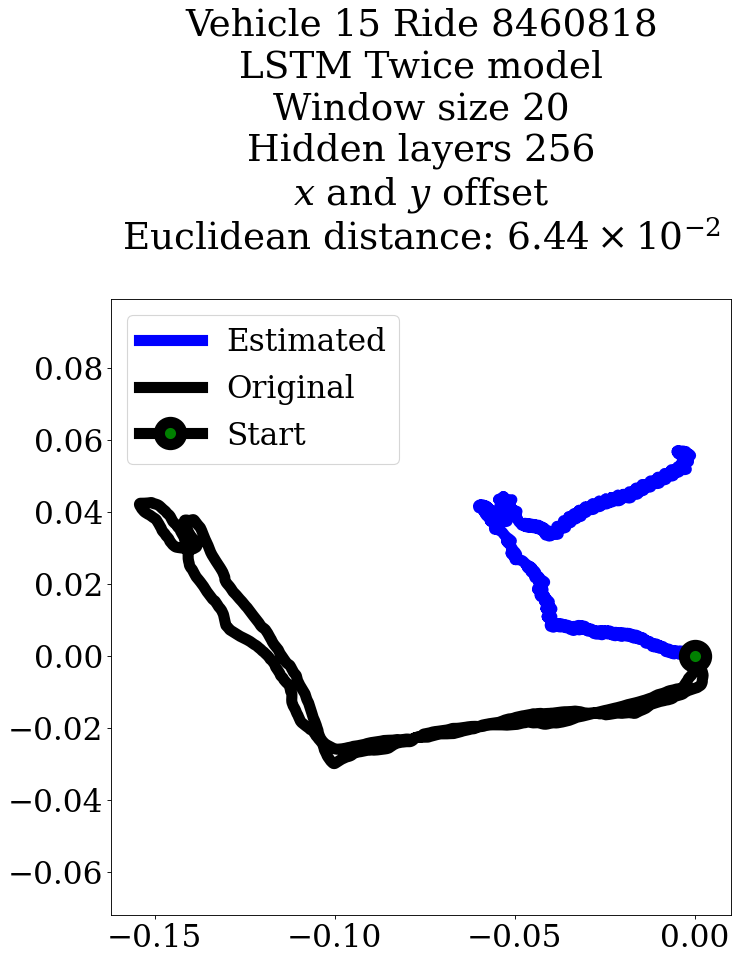 Vehicle 15 Ride 8460818
LSTM Twice model
Window size 20
Hidden layers 256
x and y offset
Euclidean distance: 6.44 × 10⁻²
Estimated
Original
Start
0.08
0.06
0.04
0.02
0.00
−0.02
−0.04
−0.06
−0.15 −0.10 −0.05 0.00